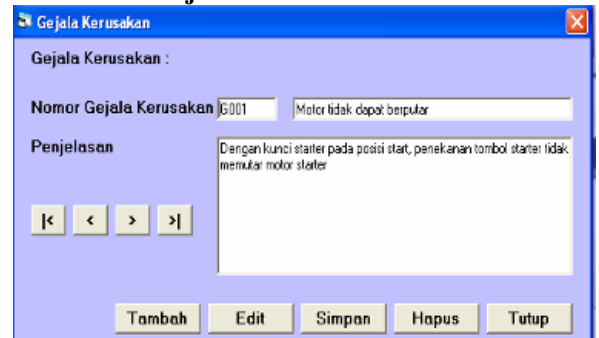 Gejala Kerusakan
Gejala Kerusakan :
Nomor Gejala Kerusakan G001 Motor tidak dapat berputar
Penjelasan Dengan kunci starter pada posisi start, penekanan tombol starter tidak
memutar motor starter
|< < > >|
Tambah Edit Simpan Hapus Tutup